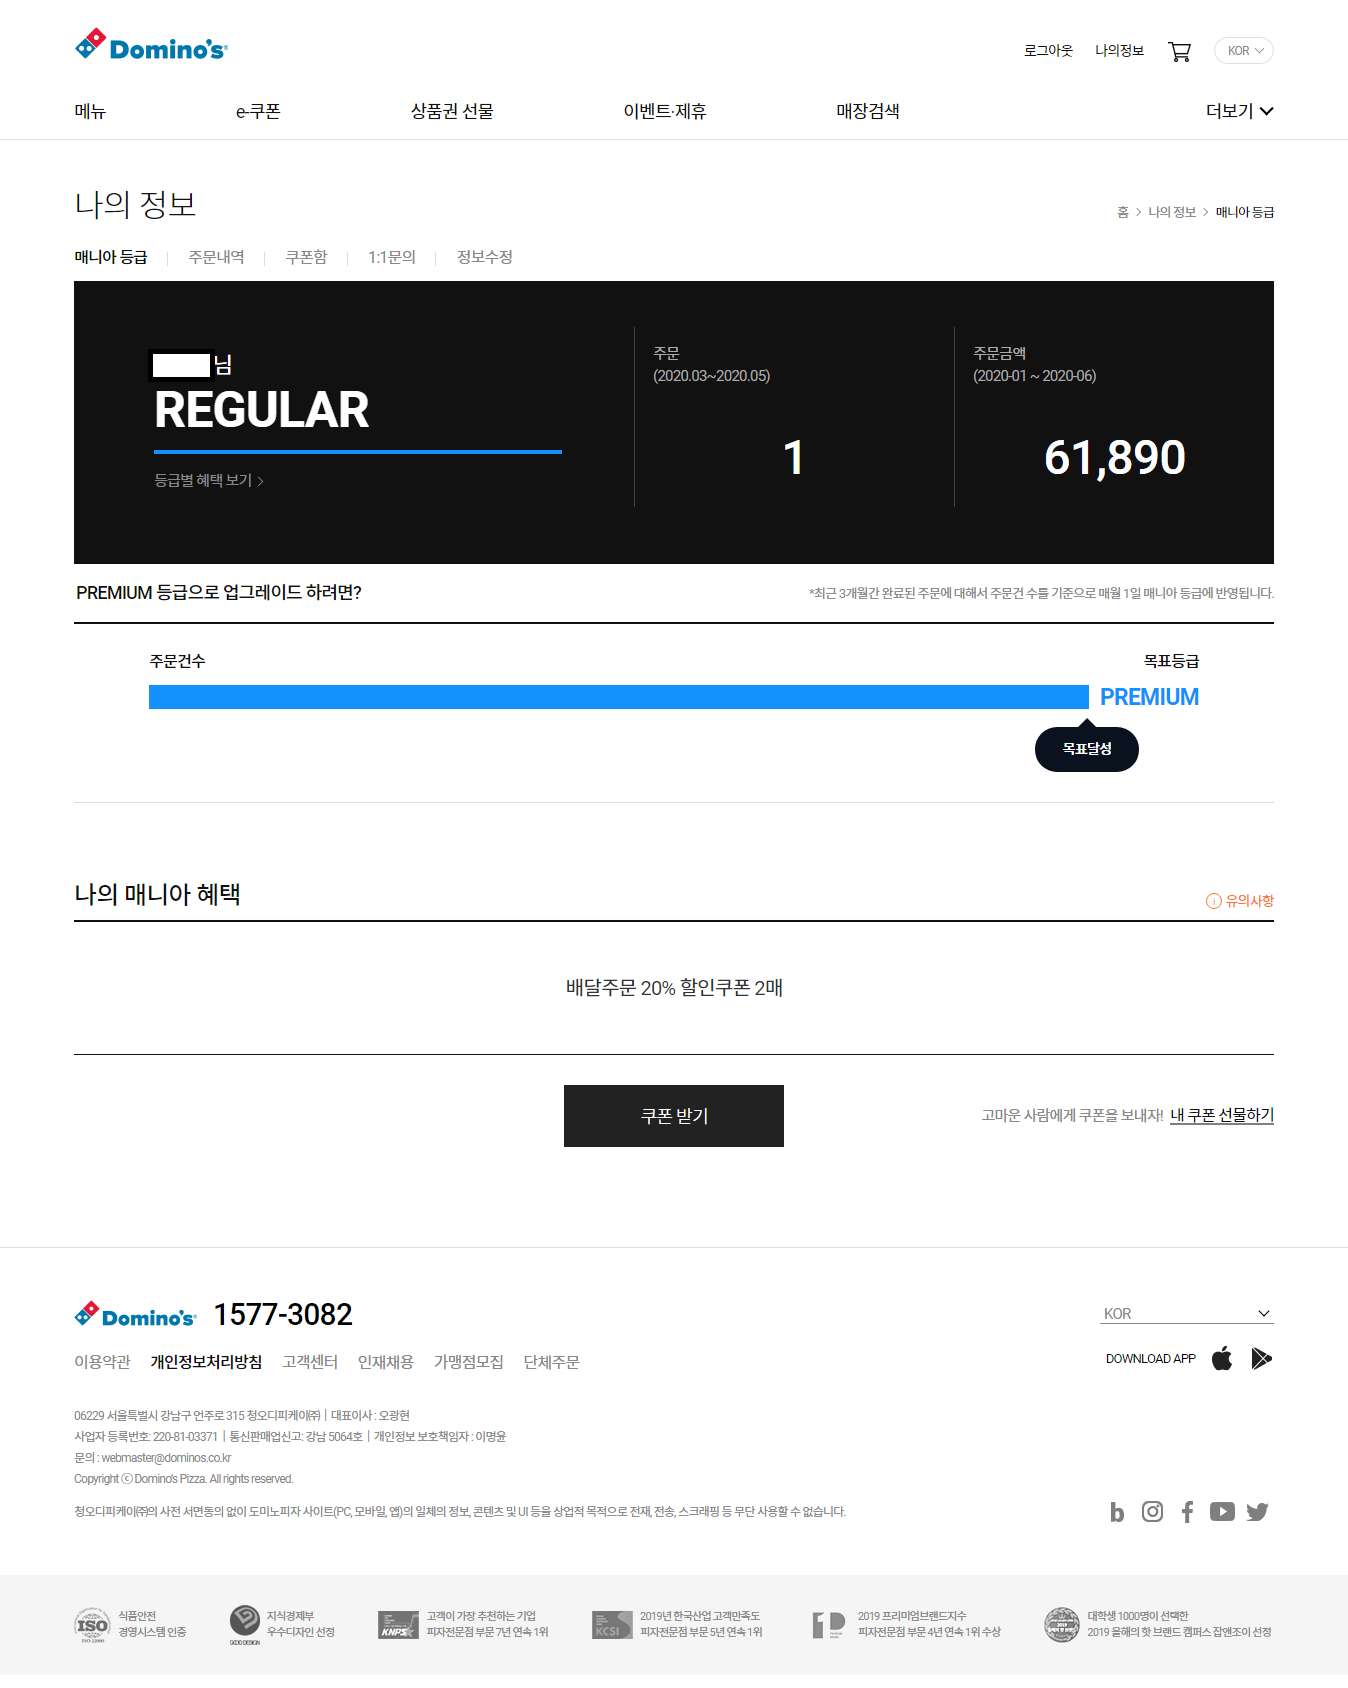 Domino's
로그아웃 나의정보 KOR
메뉴 e-쿠폰 상품권 선물 이벤트·제휴 매장검색 더보기
나의 정보
홈 > 나의 정보 > 매니아 등급
매니아 등급 주문내역 쿠폰함 1:1문의 정보수정
님
REGULAR
등급별 혜택 보기 >
주문
(2020.03~2020.05)
1
주문금액
(2020-01 ~ 2020-06)
61,890
PREMIUM 등급으로 업그레이드 하려면?
*최근 3개월간 완료된 주문에 대해서 주문건 수를 기준으로 매월 1일 매니아 등급에 반영됩니다.
주문건수 목표등급
PREMIUM
목표달성
나의 매니아 혜택
유의사항
배달주문 20% 할인쿠폰 2매
쿠폰 받기
고마운 사람에게 쿠폰을 보내자! 내 쿠폰 선물하기
Domino's 1577-3082
KOR
이용약관 개인정보처리방침 고객센터 인재채용 가맹점모집 단체주문
DOWNLOAD APP
06229 서울특별시 강남구 언주로 315 청오디피케이㈜ | 대표이사 : 오광현
사업자 등록번호: 220-81-03371 | 통신판매업신고: 강남 5064호 | 개인정보 보호책임자 : 이명윤
문의 : webmaster@dominos.co.kr
Copyright ⓒ Domino's Pizza. All rights reserved.
청오디피케이㈜의 사전 서면동의 없이 도미노피자 사이트(PC, 모바일, 앱)의 일체의 정보, 콘텐츠 및 UI 등을 상업적 목적으로 전재, 전송, 스크래핑 등 무단 사용할 수 없습니다.
ISO
식품안전
경영시스템 인증
GOOD DESIGN
지식경제부
우수디자인 선정
KNPS
고객이 가장 추천하는 기업
피자전문점 부문 7년 연속 1위
KCSI
2019년 한국산업 고객만족도
피자전문점 부문 5년 연속 1위
2019 프리미엄브랜드지수
피자전문점 부문 4년 연속 1위 수상
대학생 1000명이 선택한
2019 올해의 핫 브랜드 캠퍼스 잡앤조이 선정